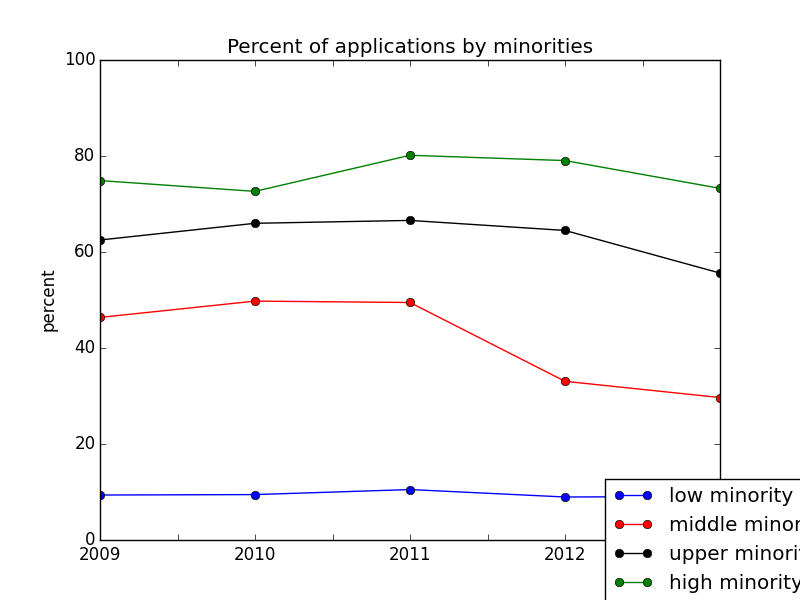 Percent of applications by minorities
100
80
60
40
20
0
percent
2009
2010
2011
2012
low minority
middle minor
upper minorit
high minority